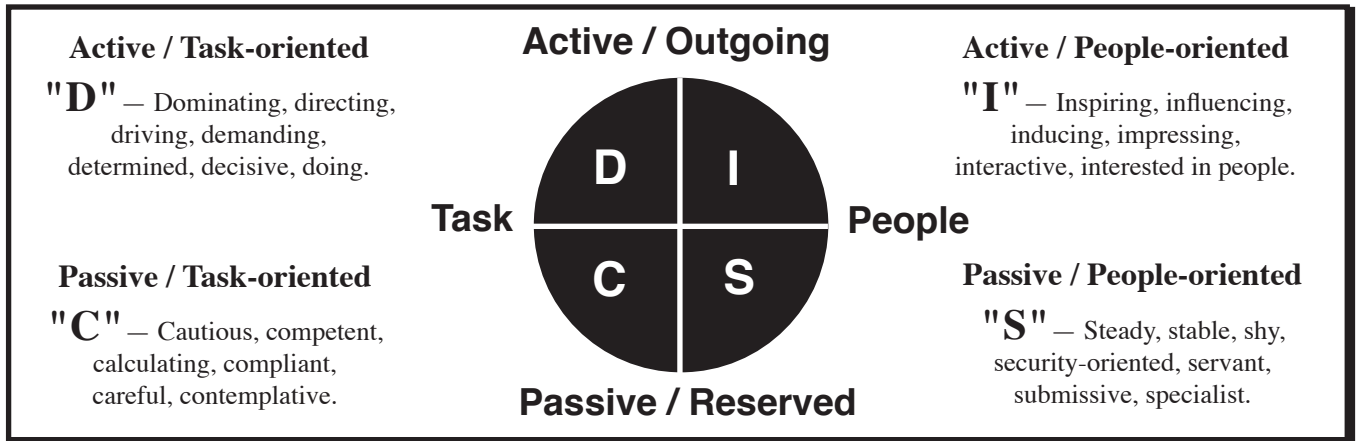 Active / Task-oriented
"D" — Dominating, directing,
driving, demanding,
determined, decisive, doing.
Active / Outgoing
Active / People-oriented
"I" — Inspiring, influencing,
inducing, impressing,
interactive, interested in people.
D
I
Task
People
C
S
Passive / Task-oriented
"C" — Cautious, competent,
calculating, compliant,
careful, contemplative.
Passive / Reserved
Passive / People-oriented
"S" — Steady, stable, shy,
security-oriented, servant,
submissive, specialist.